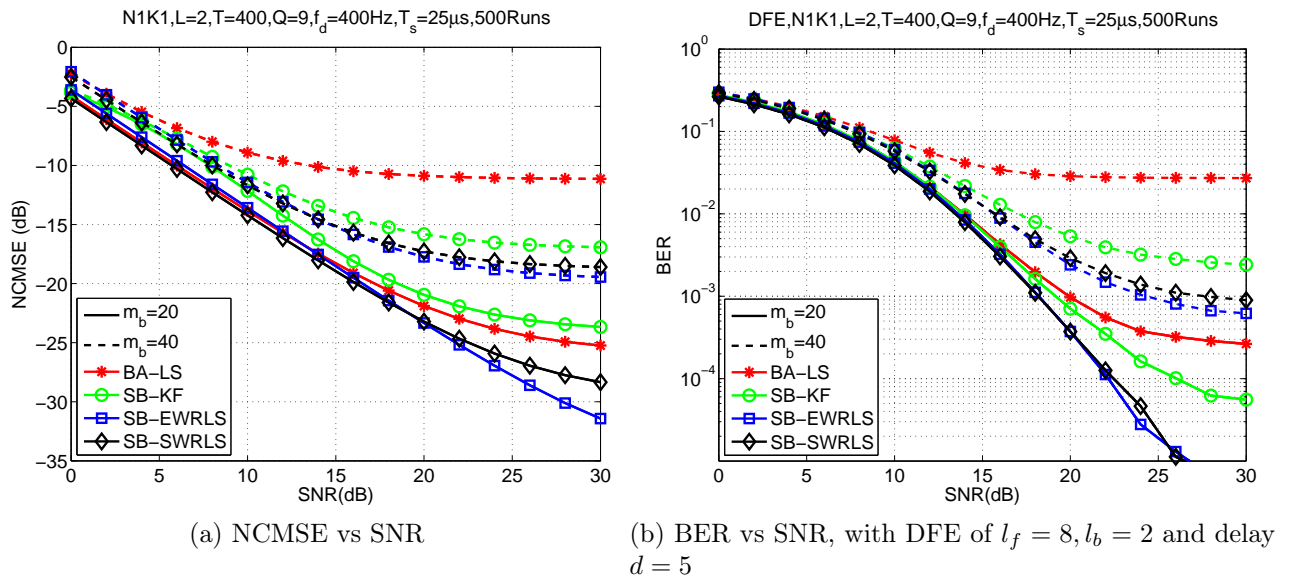 N1K1,L=2,T=400,Q=9,f_d=400Hz,T_s=25μs,500Runs
0
−5
−10
−15
−20
−25
−30
−35
NCMSE (dB)
m_b=20
m_b=40
BA−LS
SB−KF
SB−EWRLS
SB−SWRLS
0 5 10 15 20 25 30
SNR(dB)
(a) NCMSE vs SNR
DFE,N1K1,L=2,T=400,Q=9,f_d=400Hz,T_s=25μs,500Runs
10^0
10^−1
10^−2
10^−3
10^−4
BER
m_b=20
m_b=40
BA−LS
SB−KF
SB−EWRLS
SB−SWRLS
0 5 10 15 20 25 30
SNR(dB)
(b) BER vs SNR, with DFE of l_f = 8, l_b = 2 and delay
d = 5